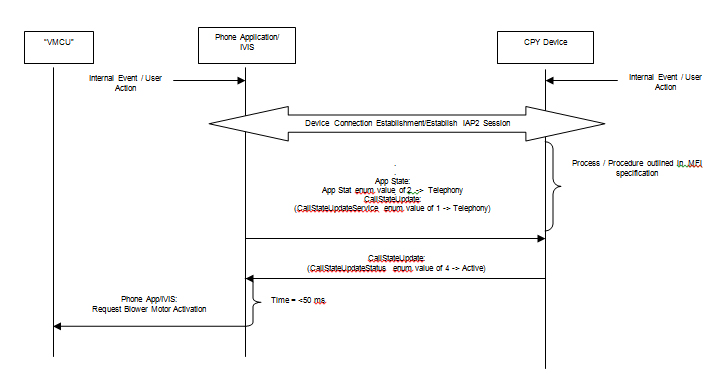 "VMCU"
Phone Application/
IVIS
CPY Device
Internal Event / User
Action
Internal Event / User
Action
Device Connection Establishment/Establish IAP2 Session
Process / Procedure outlined in MFI
specification
App State:
App Stat enum value of 2 -> Telephony
CallStateUpdate:
(CallStateUpdateService enum value of 1 -> Telephony)
CallStateUpdate:
(CallStateUpdateStatus enum value of 4 -> Active)
Phone App/IVIS:
Request Blower Motor Activation
Time = <50 ms